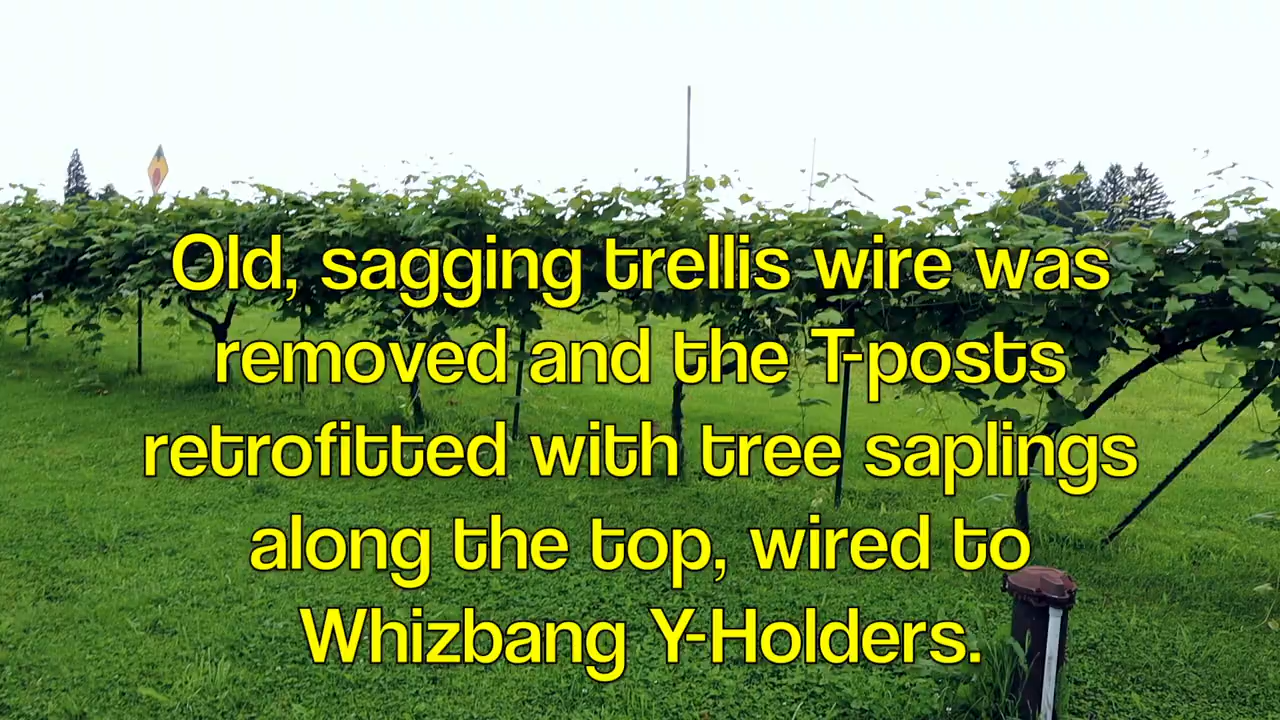 Old, sagging trellis wire was
removed and the T-posts
retrofitted with tree saplings
along the top, wired to
Whizbang Y-Holders.